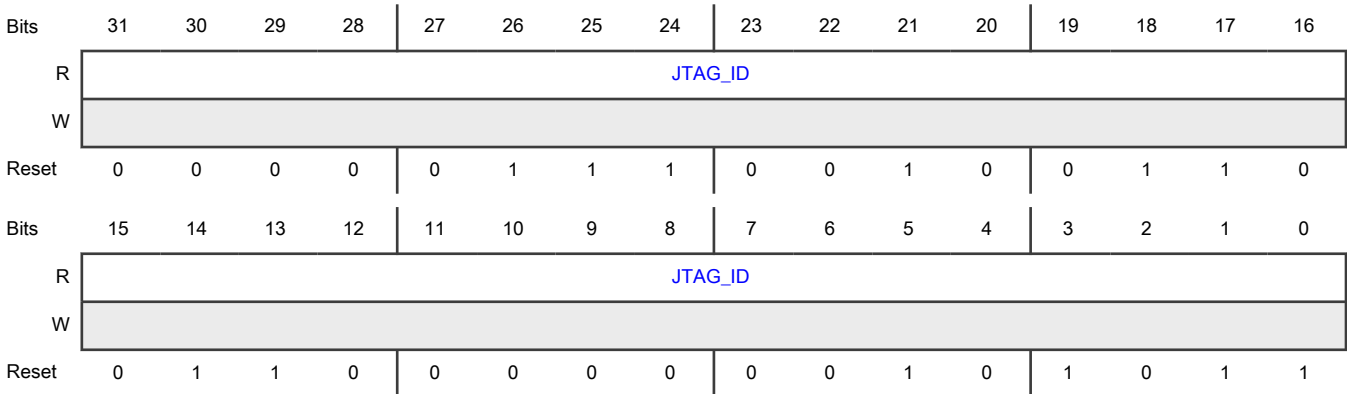 Bits 31 30 29 28 27 26 25 24 23 22 21 20 19 18 17 16
R JTAG_ID
W
Reset 0 0 0 0 0 1 1 1 0 0 1 0 0 1 1 0
Bits 15 14 13 12 11 10 9 8 7 6 5 4 3 2 1 0
R JTAG_ID
W
Reset 0 1 1 0 0 0 0 0 0 0 1 0 1 0 1 1